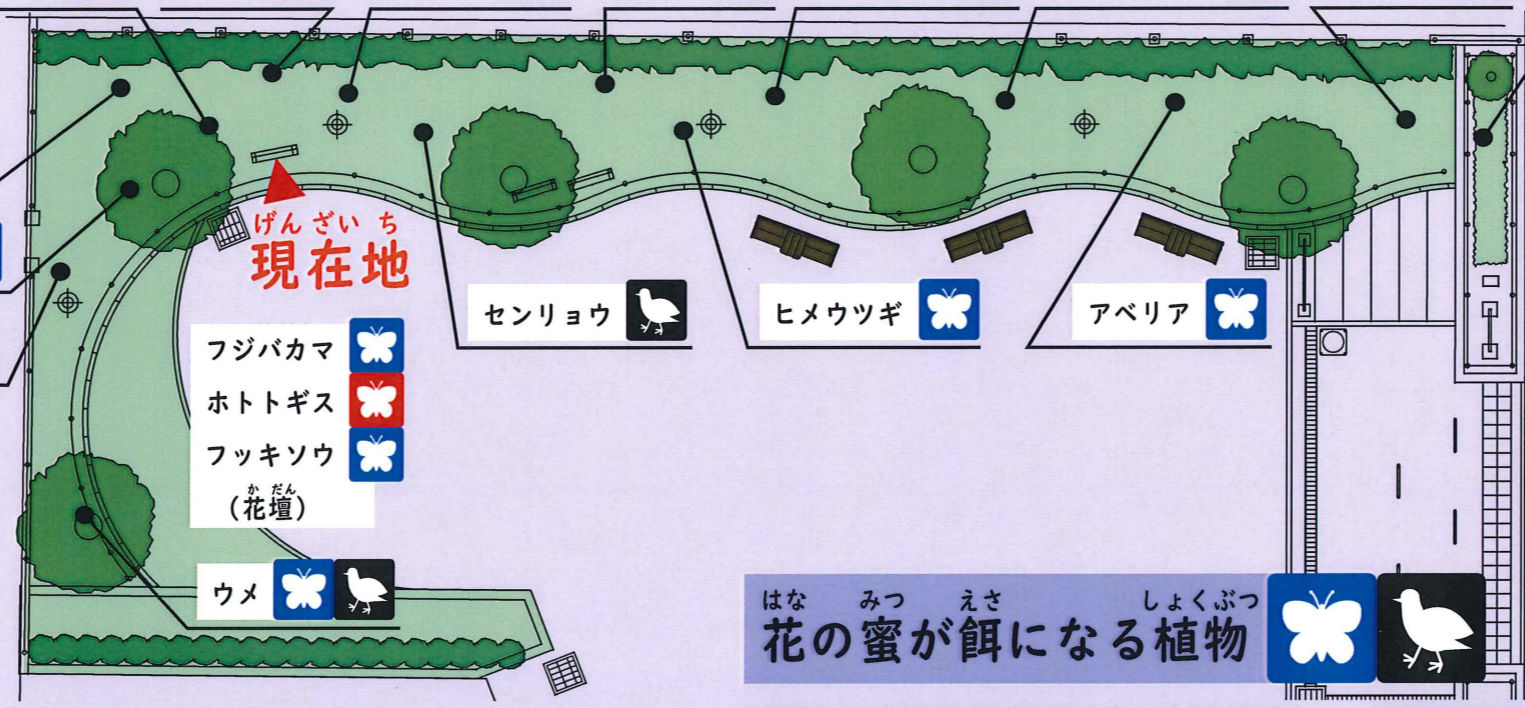 げんざいち
現在地
センリョウ
ヒメウツギ
アベリア
フジバカマ
ホトトギス
フッキソウ
かだん
(花壇)
ウメ
はな みつ えさ しょくぶつ
花の蜜が餌になる植物